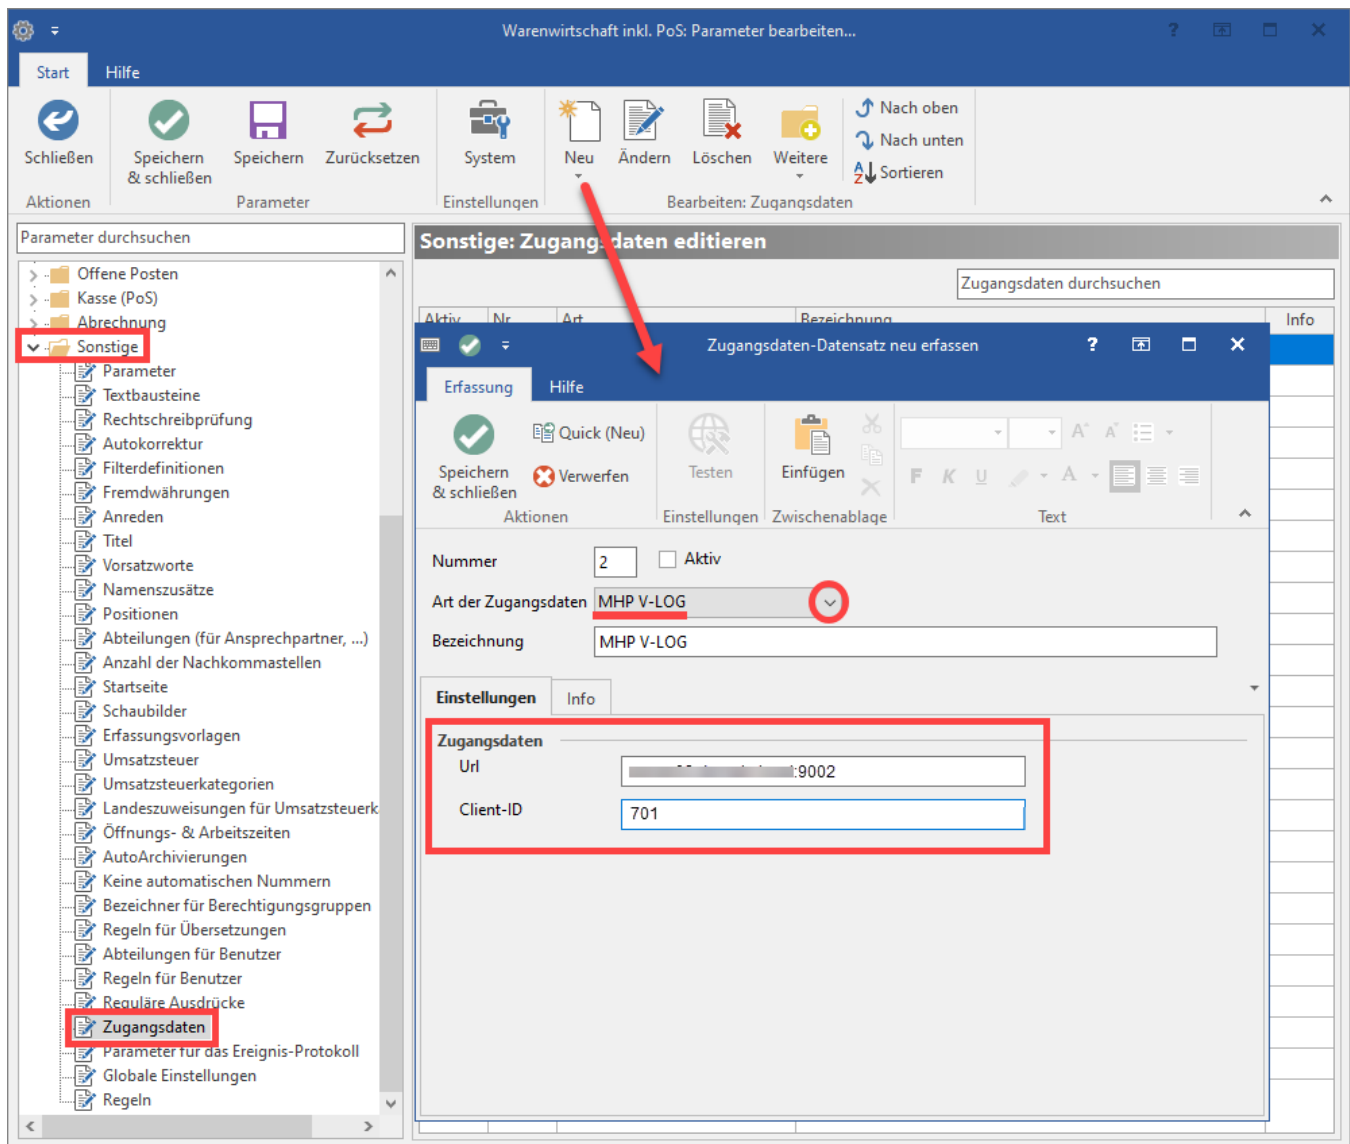 Warenwirtschaft inkl. PoS: Parameter bearbeiten...
Start Hilfe
Schließen
Speichern & schließen
Speichern
Zurücksetzen
System
Neu
Ändern
Löschen
Weitere
Nach oben
Nach unten
Sortieren
Aktionen Parameter Einstellungen Bearbeiten: Zugangsdaten
Parameter durchsuchen
Offene Posten
Kasse (PoS)
Abrechnung
Sonstige
Parameter
Textbausteine
Rechtschreibprüfung
Autokorrektur
Filterdefinitionen
Fremdwährungen
Anreden
Titel
Vorsatzworte
Namenszusätze
Positionen
Abteilungen (für Ansprechpartner, ...)
Anzahl der Nachkommastellen
Startseite
Schaubilder
Erfassungsvorlagen
Umsatzsteuer
Umsatzsteuerkategorien
Landeszuweisungen für Umsatzsteuerk
Öffnungs- & Arbeitszeiten
AutoArchivierungen
Keine automatischen Nummern
Bezeichner für Berechtigungsgruppen
Regeln für Übersetzungen
Abteilungen für Benutzer
Regeln für Benutzer
Reguläre Ausdrücke
Zugangsdaten
Parameter für das Ereignis-Protokoll
Globale Einstellungen
Regeln
Sonstige: Zugangsdaten editieren
Zugangsdaten durchsuchen
Aktiv Nr. Art Bezeichnung Info
Zugangsdaten-Datensatz neu erfassen
Erfassung Hilfe
Speichern & schließen
Quick (Neu)
Verwerfen
Testen
Einfügen
F K U A
Aktionen Einstellungen Zwischenablage Text
Nummer 2 Aktiv
Art der Zugangsdaten MHP V-LOG
Bezeichnung MHP V-LOG
Einstellungen Info
Zugangsdaten
Url :9002
Client-ID 701